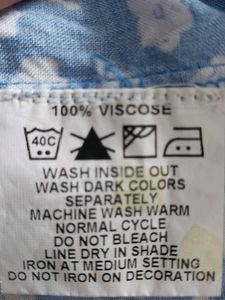 100% VISCOSE
40C
WASH INSIDE OUT
WASH DARK COLORS
SEPARATELY
MACHINE WASH WARM
NORMAL CYCLE
DO NOT BLEACH
LINE DRY IN SHADE
IRON AT MEDIUM SETTING
DO NOT IRON ON DECORATION